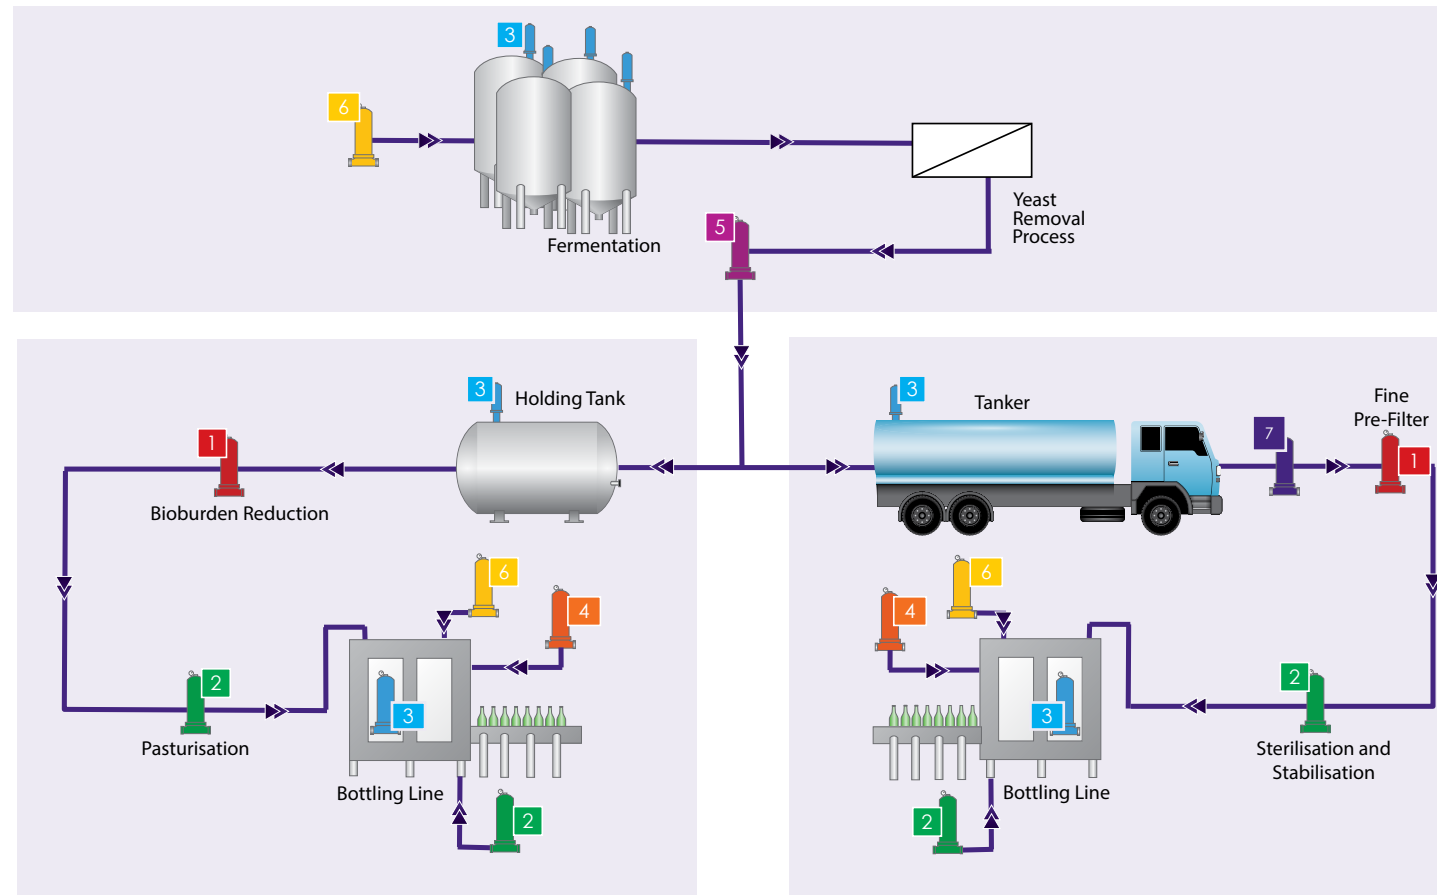 3
6
Fermentation
Yeast
Removal
Process
5
3
Holding Tank
1
Bioburden Reduction
6
4
2
Pasturisation
3
Bottling Line
2
3
Tanker
7
Fine
Pre-Filter
1
6
4
3
2
Sterilisation and
Stabilisation
Bottling Line
2